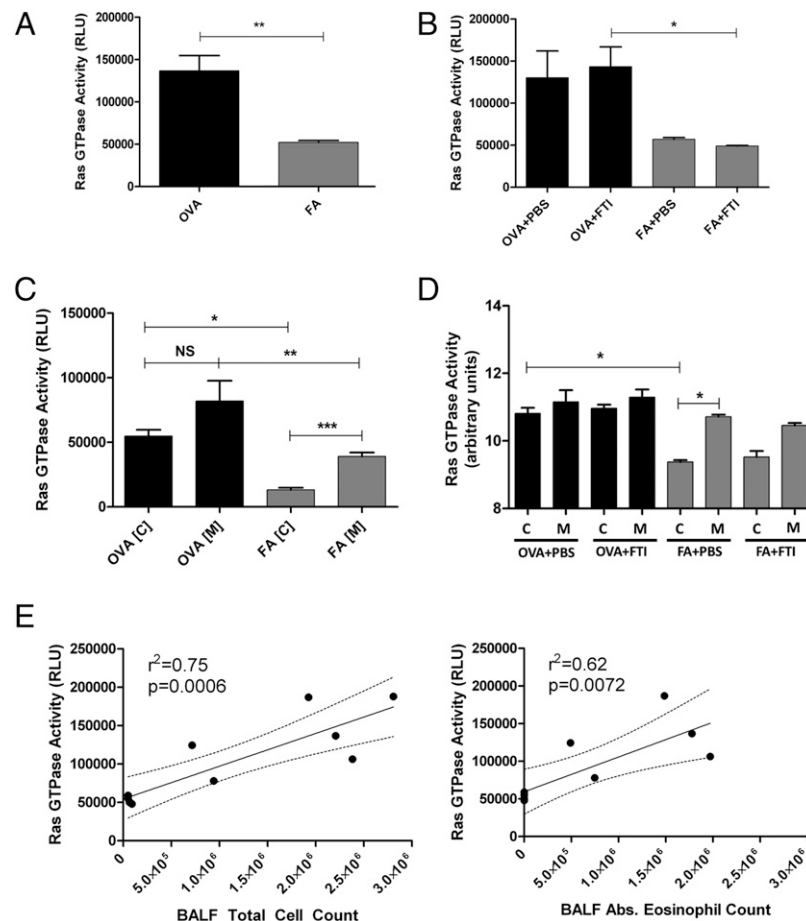 A
Ras GTPase Activity (RLU)
200000
150000
100000
50000
0
**
OVA
FA
B
Ras GTPase Activity (RLU)
200000
150000
100000
50000
0
*
OVA+PBS
OVA+FTI
FA+PBS
FA+FTI
C
Ras GTPase Activity (RLU)
150000
100000
50000
0
*
NS
**
***
OVA [C]
OVA [M]
FA [C]
FA [M]
D
Ras GTPase Activity
(arbitrary units)
14
12
11
10
8
*
*
C M C M C M C M
OVA+PBS OVA+FTI FA+PBS FA+FTI
E
Ras GTPase Activity (RLU)
250000
200000
150000
100000
50000
0
r²=0.75
p=0.0006
0 5.0×10⁵ 1.0×10⁶ 1.5×10⁶ 2.0×10⁶ 2.5×10⁶ 3.0×10⁶
BALF Total Cell Count
Ras GTPase Activity (RLU)
250000
200000
150000
100000
50000
0
r²=0.62
p=0.0072
0 5.0×10⁵ 1.0×10⁶ 1.5×10⁶ 2.0×10⁶ 2.5×10⁶ 3.0×10⁶
BALF Abs. Eosinophil Count